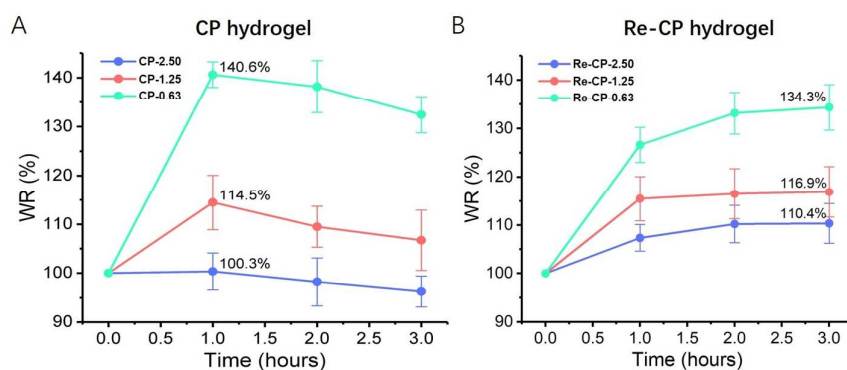 A
CP hydrogel
CP-2.50
CP-1.25
CP-0.63
140.6%
114.5%
100.3%
WR (%)
140
130
120
110
100
90
0.0 0.5 1.0 1.5 2.0 2.5 3.0
Time (hours)
B
Re-CP hydrogel
Re-CP-2.50
Re-CP-1.25
Re-CP-0.63
134.3%
116.9%
110.4%
WR (%)
140
130
120
110
100
90
0.0 0.5 1.0 1.5 2.0 2.5 3.0
Time (hours)